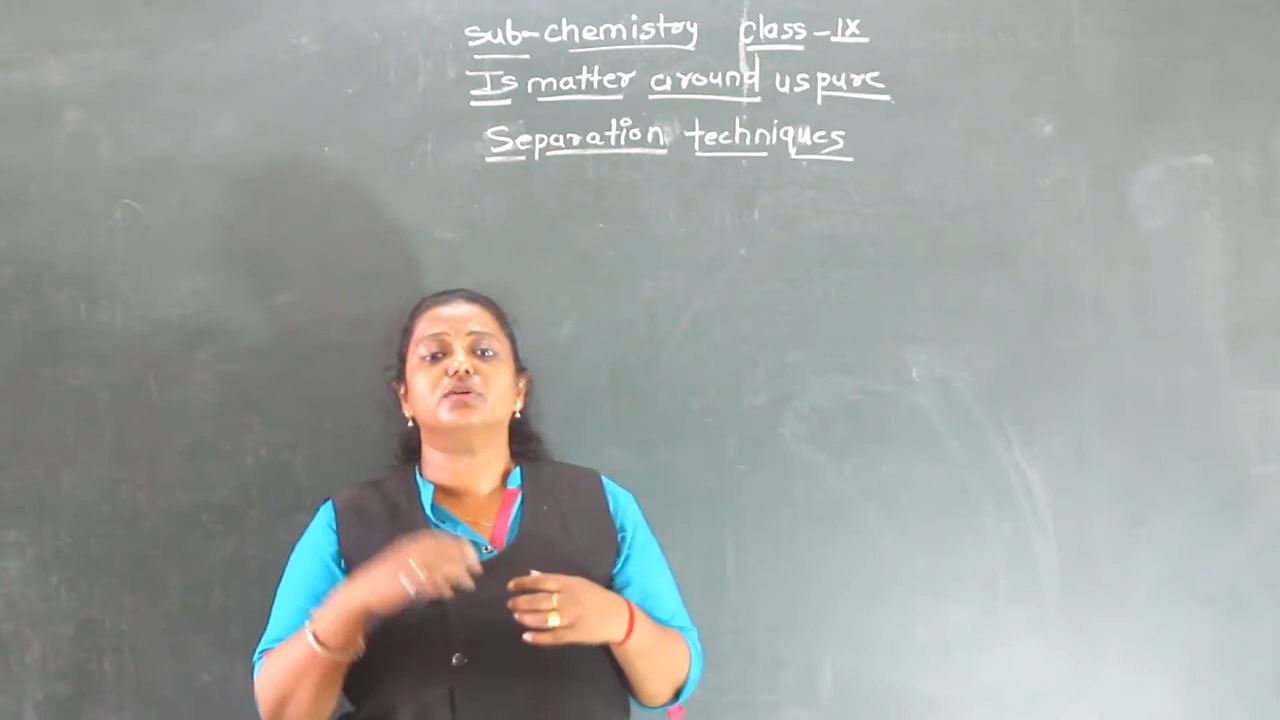 Sub-chemistry class-IX
Is matter around us pure
Separation techniques